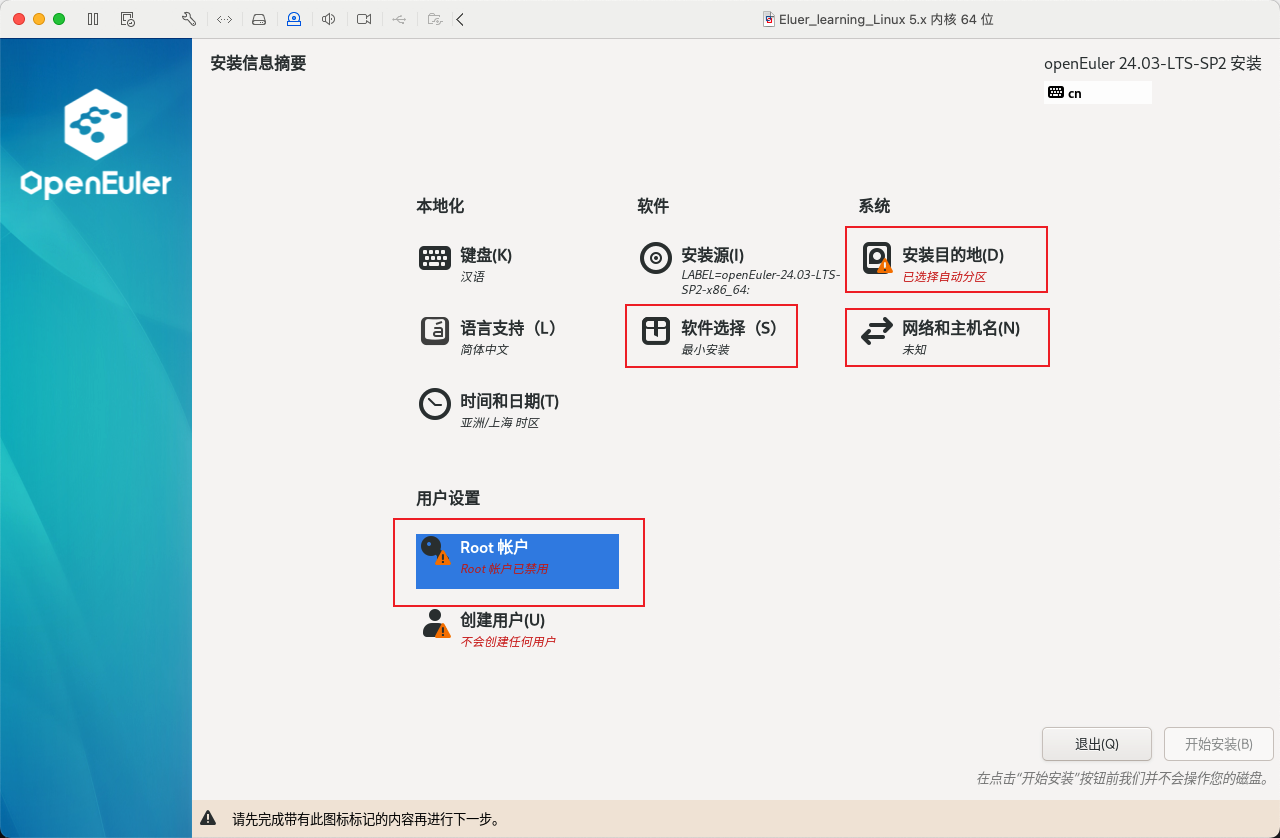 Eluer_learning_Linux 5.x 内核 64 位
openEuler
安装信息摘要
openEuler 24.03-LTS-SP2 安装
cn
本地化
键盘(K)
汉语
语言支持（L）
简体中文
时间和日期(T)
亚洲/上海 时区
软件
安装源(I)
LABEL=openEuler-24.03-LTS-
SP2-x86_64:
软件选择（S）
最小安装
系统
安装目的地(D)
已选择自动分区
网络和主机名(N)
未知
用户设置
Root 帐户
Root 帐户已禁用
创建用户(U)
不会创建任何用户
退出(Q)
开始安装(B)
在点击“开始安装”按钮前我们并不会操作您的磁盘。
请先完成带有此图标标记的内容再进行下一步。